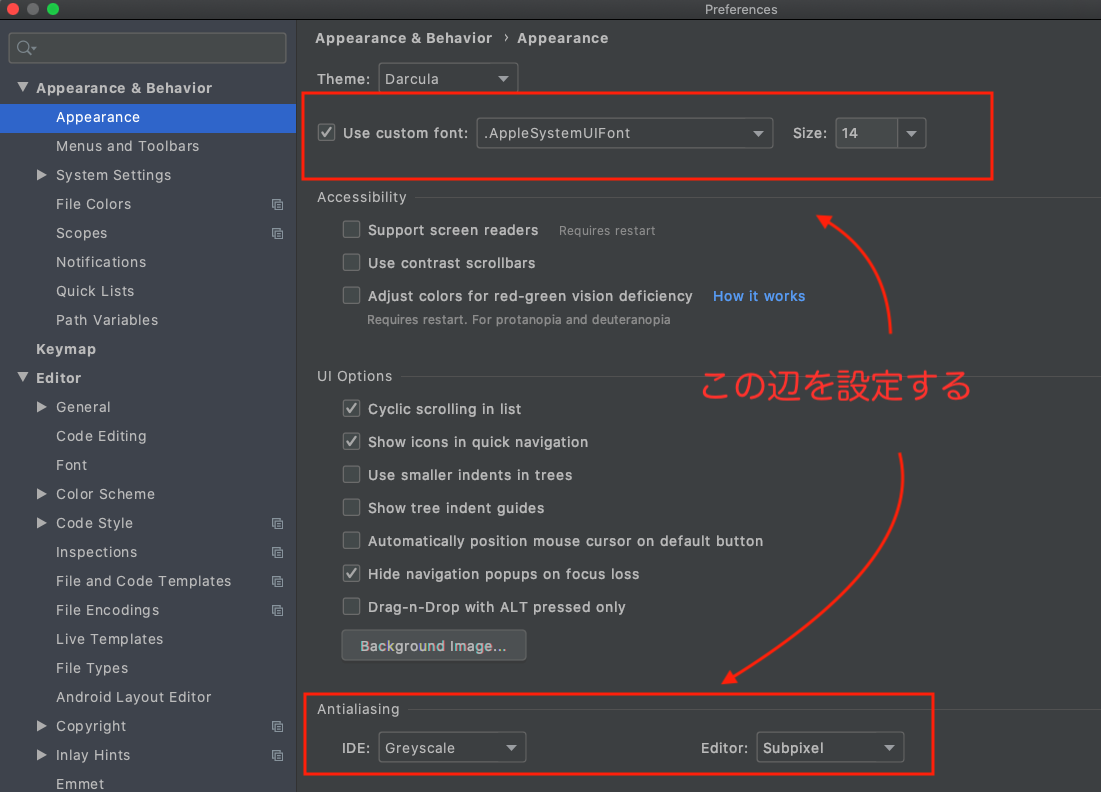 Preferences
Appearance & Behavior
Appearance
Menus and Toolbars
System Settings
File Colors
Scopes
Notifications
Quick Lists
Path Variables
Keymap
Editor
General
Code Editing
Font
Color Scheme
Code Style
Inspections
File and Code Templates
File Encodings
Live Templates
File Types
Android Layout Editor
Copyright
Inlay Hints
Emmet
Appearance & Behavior › Appearance
Theme: Darcula
Use custom font: .AppleSystemUIFont Size: 14
Accessibility
Support screen readers Requires restart
Use contrast scrollbars
Adjust colors for red-green vision deficiency How it works
Requires restart. For protanopia and deuteranopia
UI Options
この辺を設定する
Cyclic scrolling in list
Show icons in quick navigation
Use smaller indents in trees
Show tree indent guides
Automatically position mouse cursor on default button
Hide navigation popups on focus loss
Drag-n-Drop with ALT pressed only
Background Image...
Antialiasing
IDE: Greyscale Editor: Subpixel